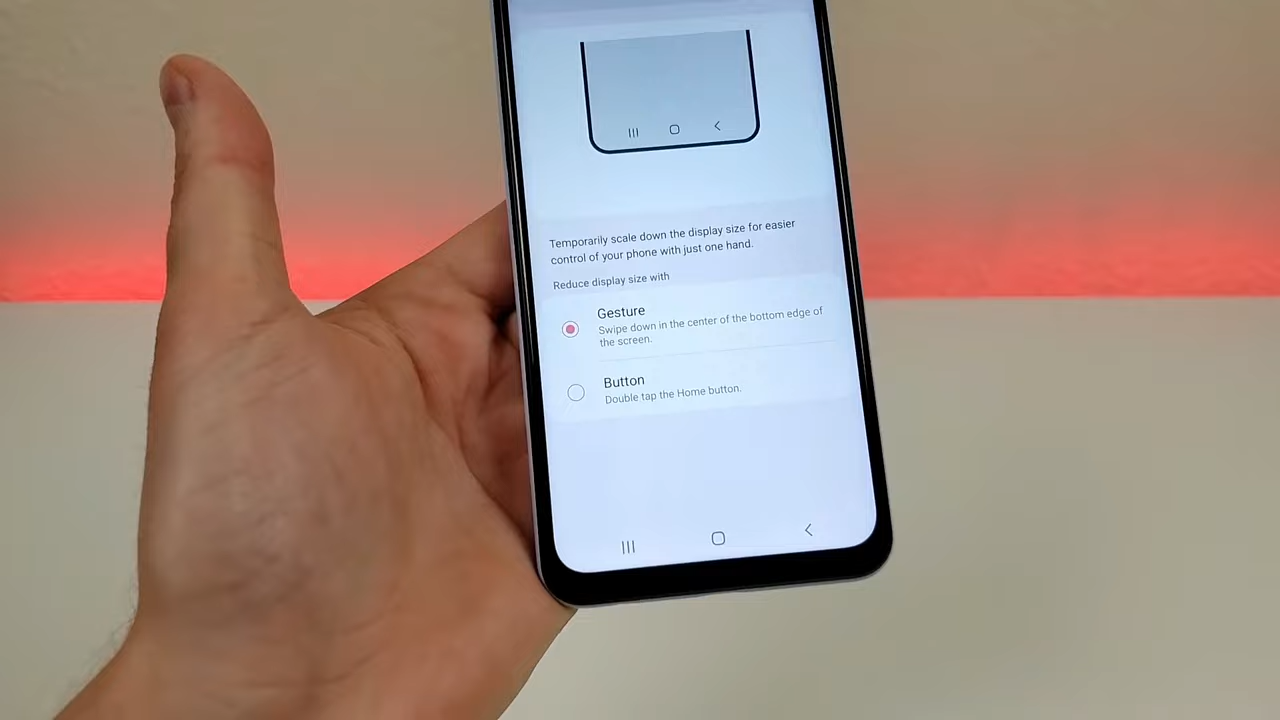 Temporarily scale down the display size for easier
control of your phone with just one hand.
Reduce display size with
Gesture
Swipe down in the center of the bottom edge of
the screen.
Button
Double tap the Home button.